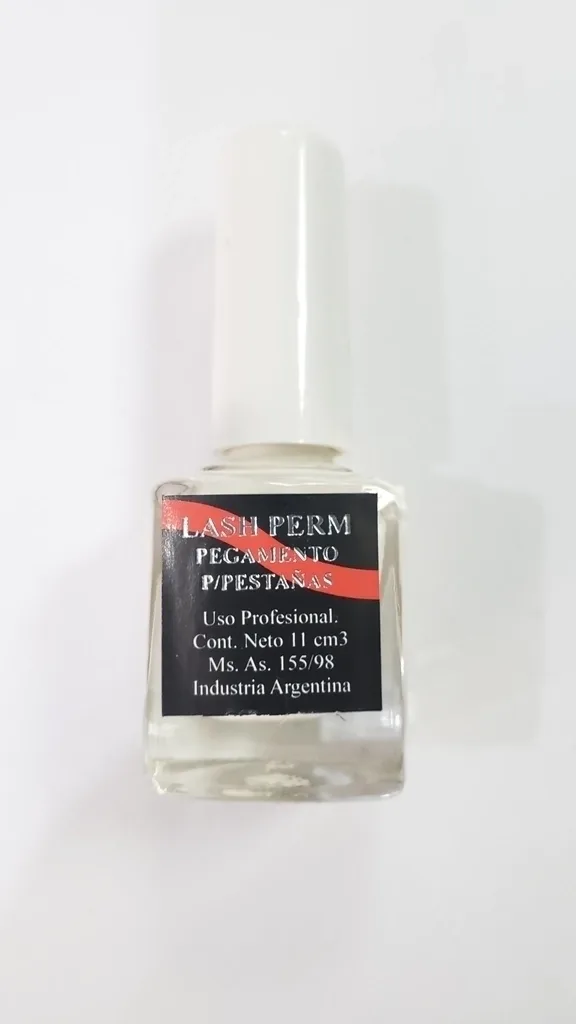 LASH PERM
PEGAMENTO
P/PESTAÑAS
Uso Profesional.
Cont. Neto 11 cm3
Ms. As. 155/98
Industria Argentina